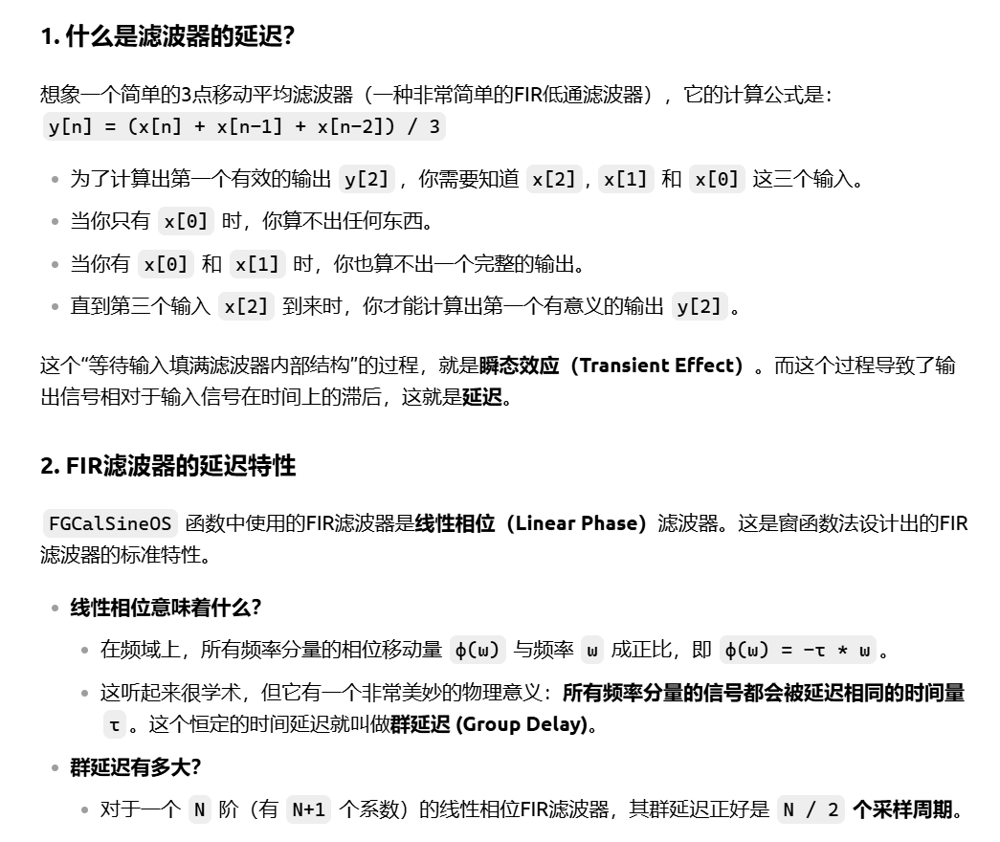 1. 什么是滤波器的延迟？
想象一个简单的3点移动平均滤波器（一种非常简单的FIR低通滤波器），它的计算公式是：
y[n] = (x[n] + x[n-1] + x[n-2]) / 3
• 为了计算出第一个有效的输出 y[2] ，你需要知道 x[2] , x[1] 和 x[0] 这三个输入。
• 当你只有 x[0] 时，你算不出任何东西。
• 当你有 x[0] 和 x[1] 时，你也算不出一个完整的输出。
• 直到第三个输入 x[2] 到来时，你才能计算出第一个有意义的输出 y[2] 。
这个“等待输入填满滤波器内部结构”的过程，就是瞬态效应（Transient Effect）。而这个过程导致了输
出信号相对于输入信号在时间上的滞后，这就是延迟。
2. FIR滤波器的延迟特性
FGCalSineOS 函数中使用的FIR滤波器是线性相位（Linear Phase）滤波器。这是窗函数法设计出的FIR
滤波器的标准特性。
• 线性相位意味着什么？
• 在频域上，所有频率分量的相位移动量 φ(ω) 与频率 ω 成正比，即 φ(ω) = -τ * ω 。
• 这听起来很学术，但它有一个非常美妙的物理意义：所有频率分量的信号都会被延迟相同的时间量
τ 。这个恒定的时间延迟就叫做群延迟 (Group Delay)。
• 群延迟有多大？
• 对于一个 N 阶（有 N+1 个系数）的线性相位FIR滤波器，其群延迟正好是 N / 2 个采样周期。